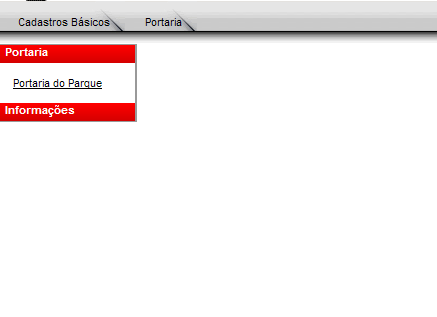 Cadastros Básicos Portaria
Portaria
Portaria do Parque
Informações